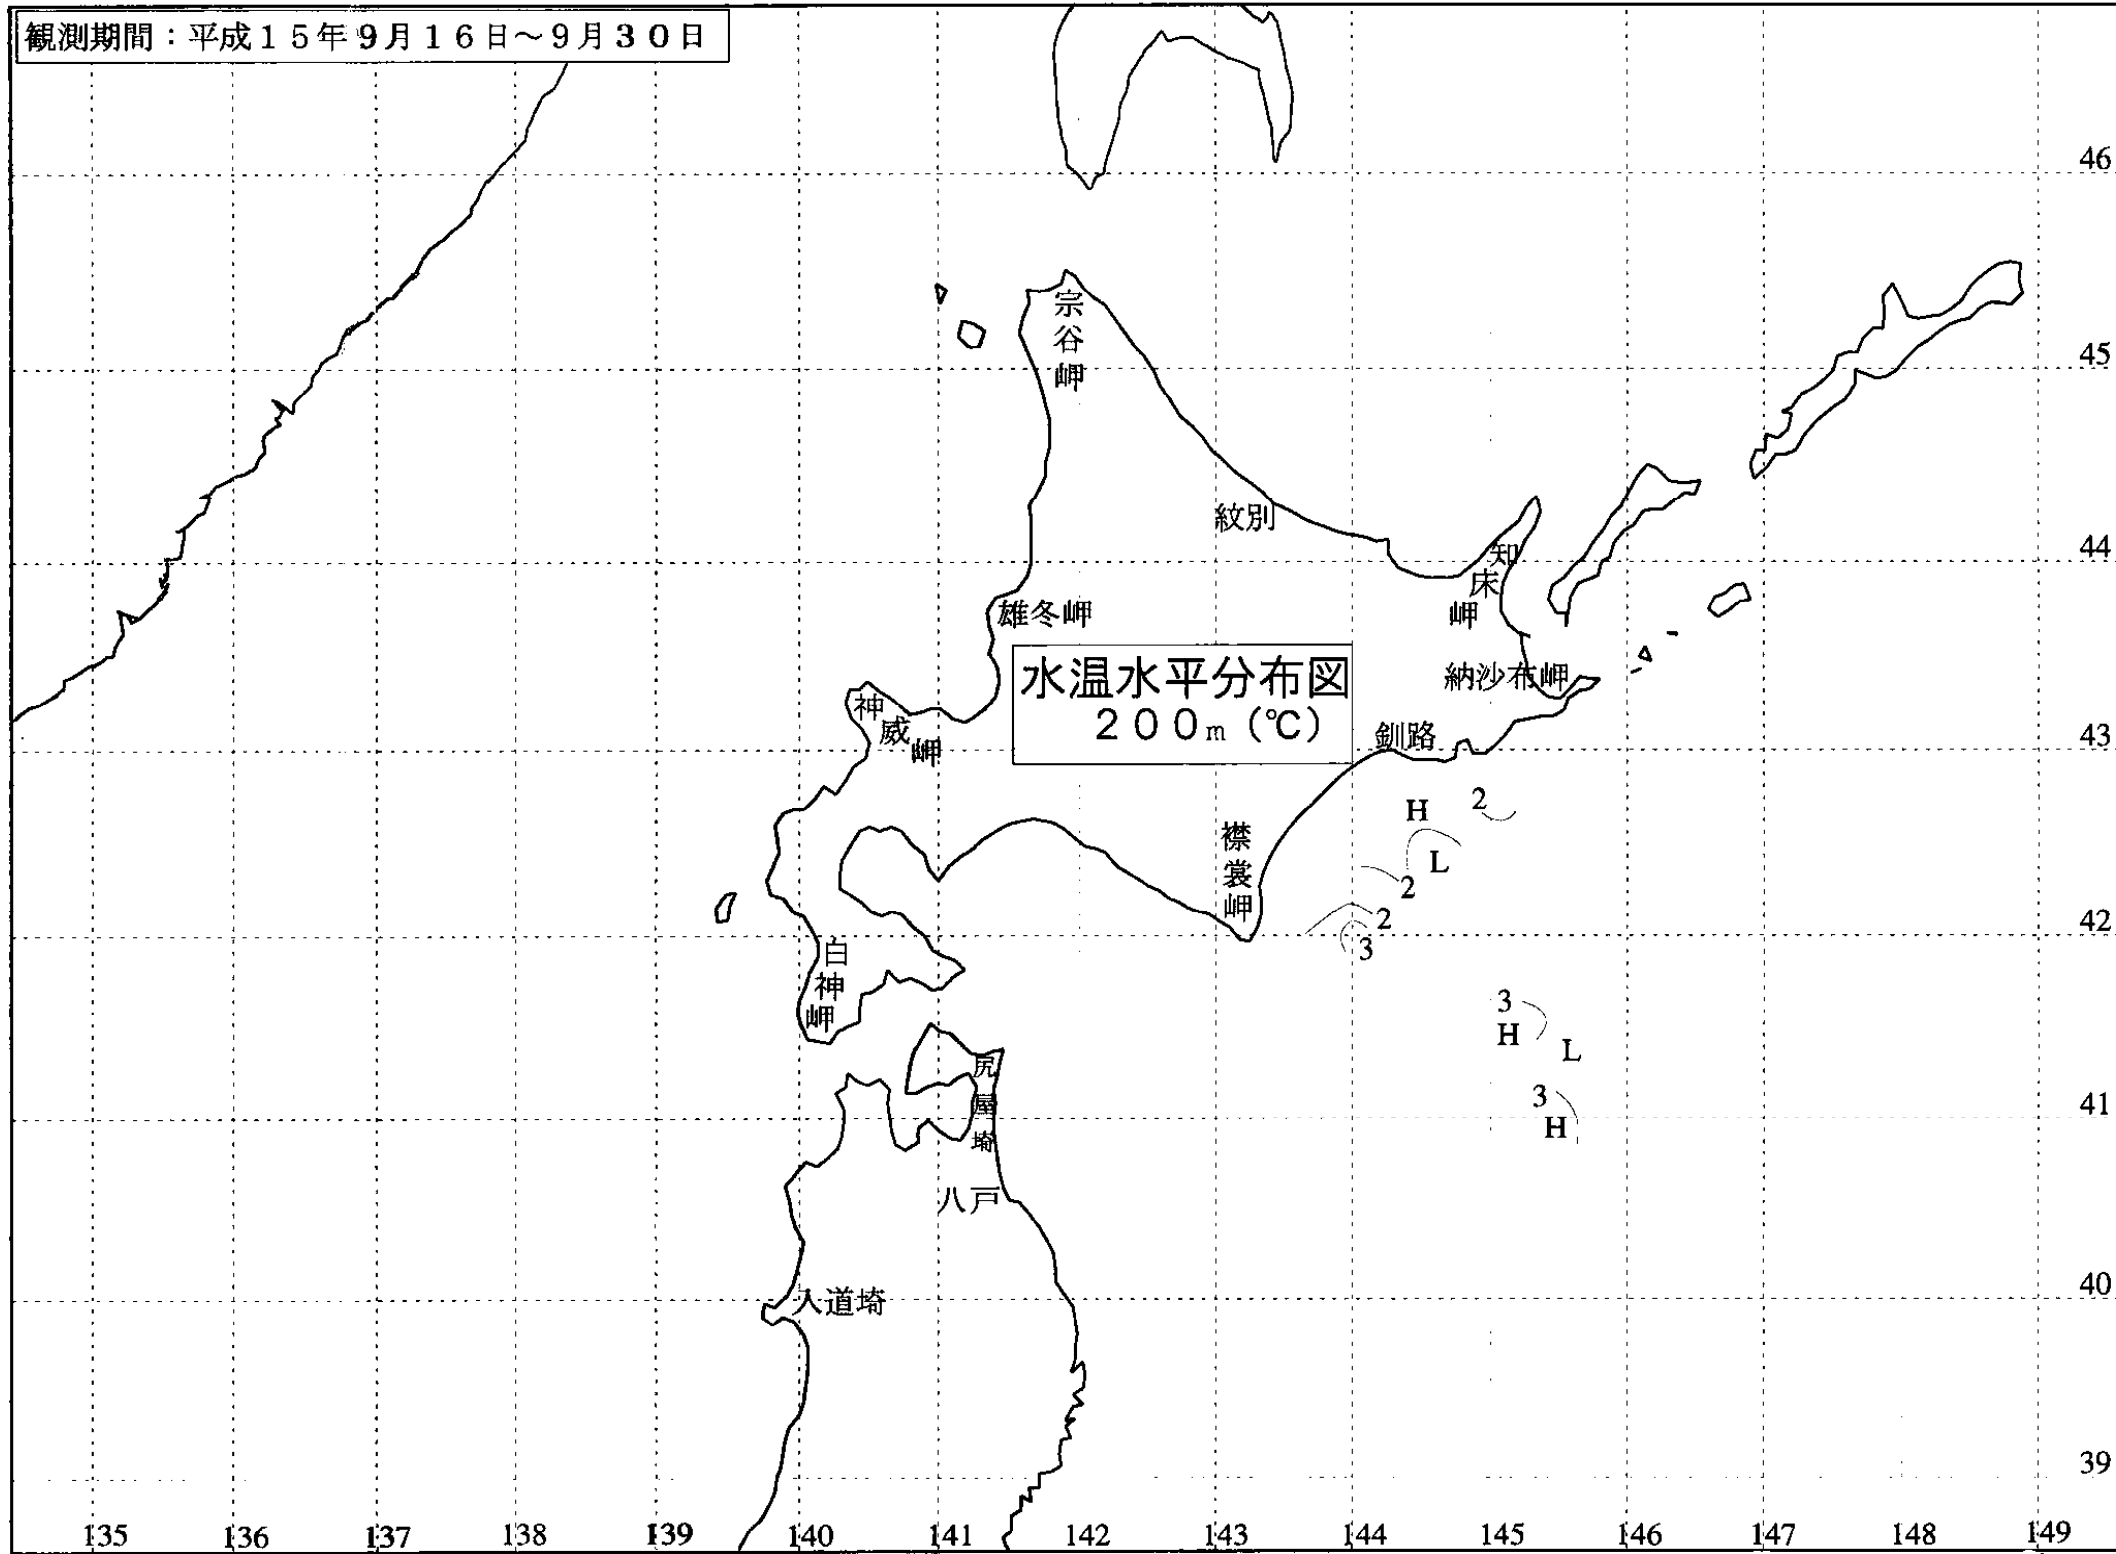 観測期間：平成15年9月16日～9月30日
46
宗谷岬
45
紋別
44
知床岬
雄冬岬
水温水平分布図
200m (℃)
納沙布岬
神威岬
釧路
43
H
2
襟裳岬
L
2
2
42
3
白神岬
3
H
L
尻屋埼
3
41
H
八戸
40
入道埼
39
135 136 137 138 139 140 141 142 143 144 145 146 147 148 149